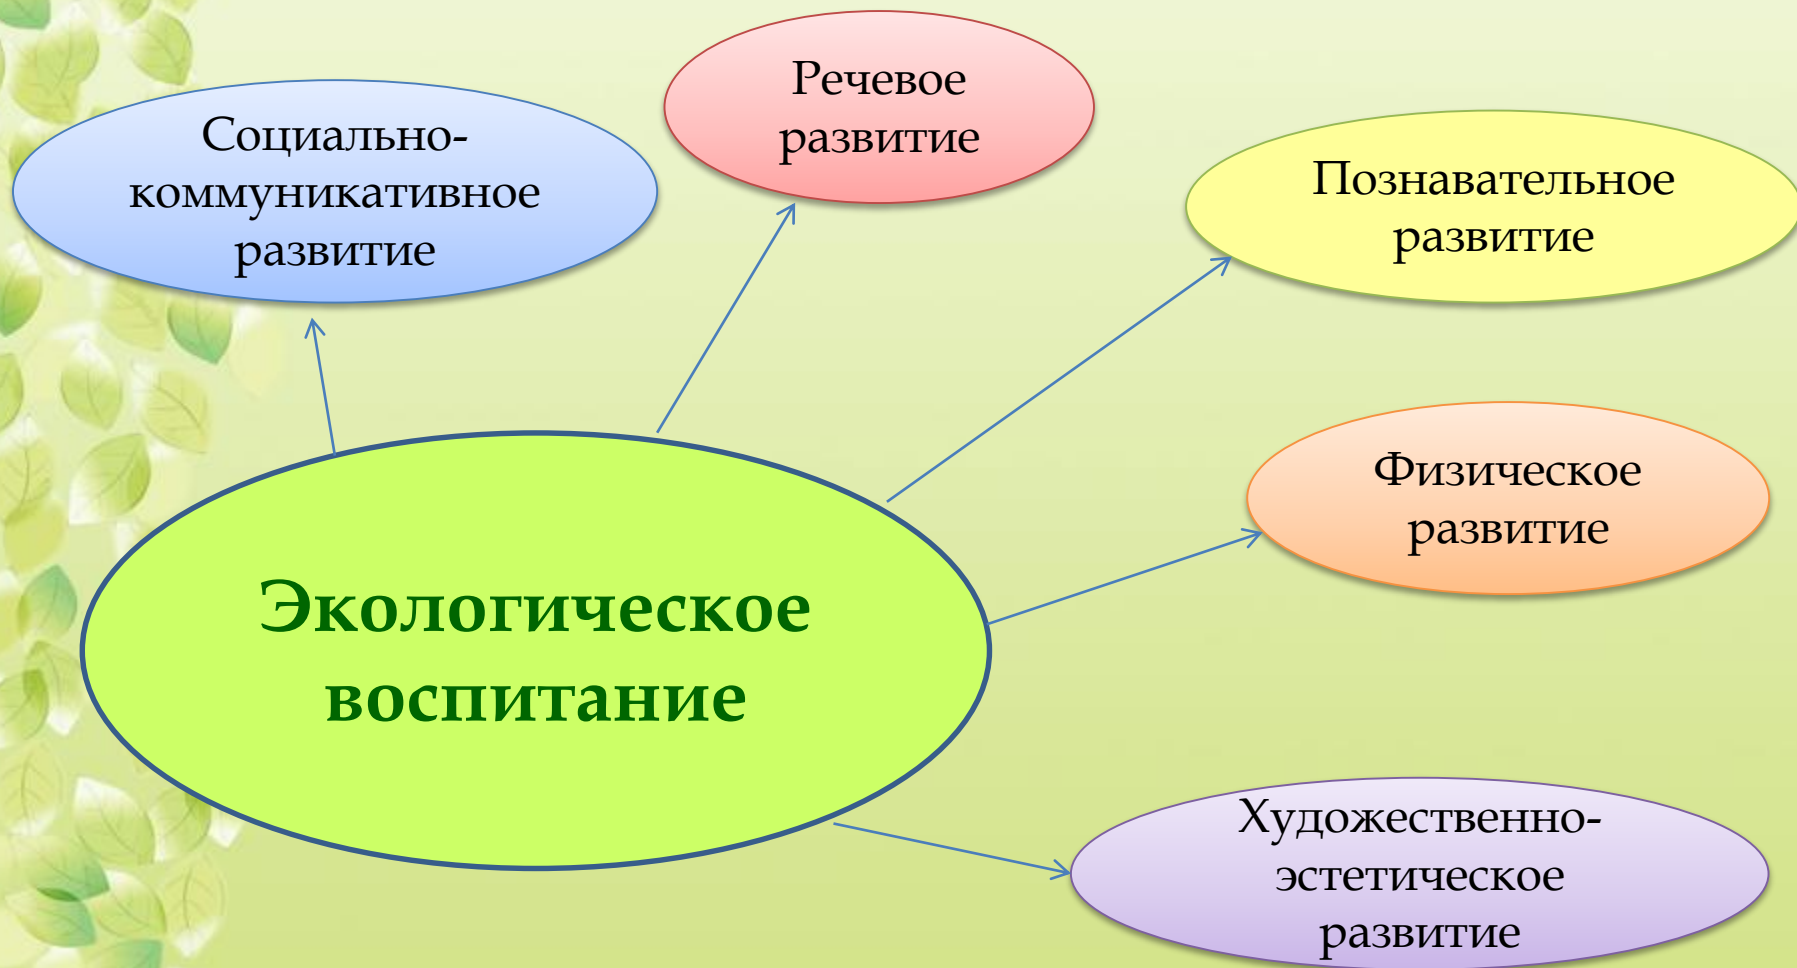 Социально-
коммуникативное
развитие
Речевое
развитие
Познавательное
развитие
Физическое
развитие
Экологическое
воспитание
Художественно-
эстетическое
развитие